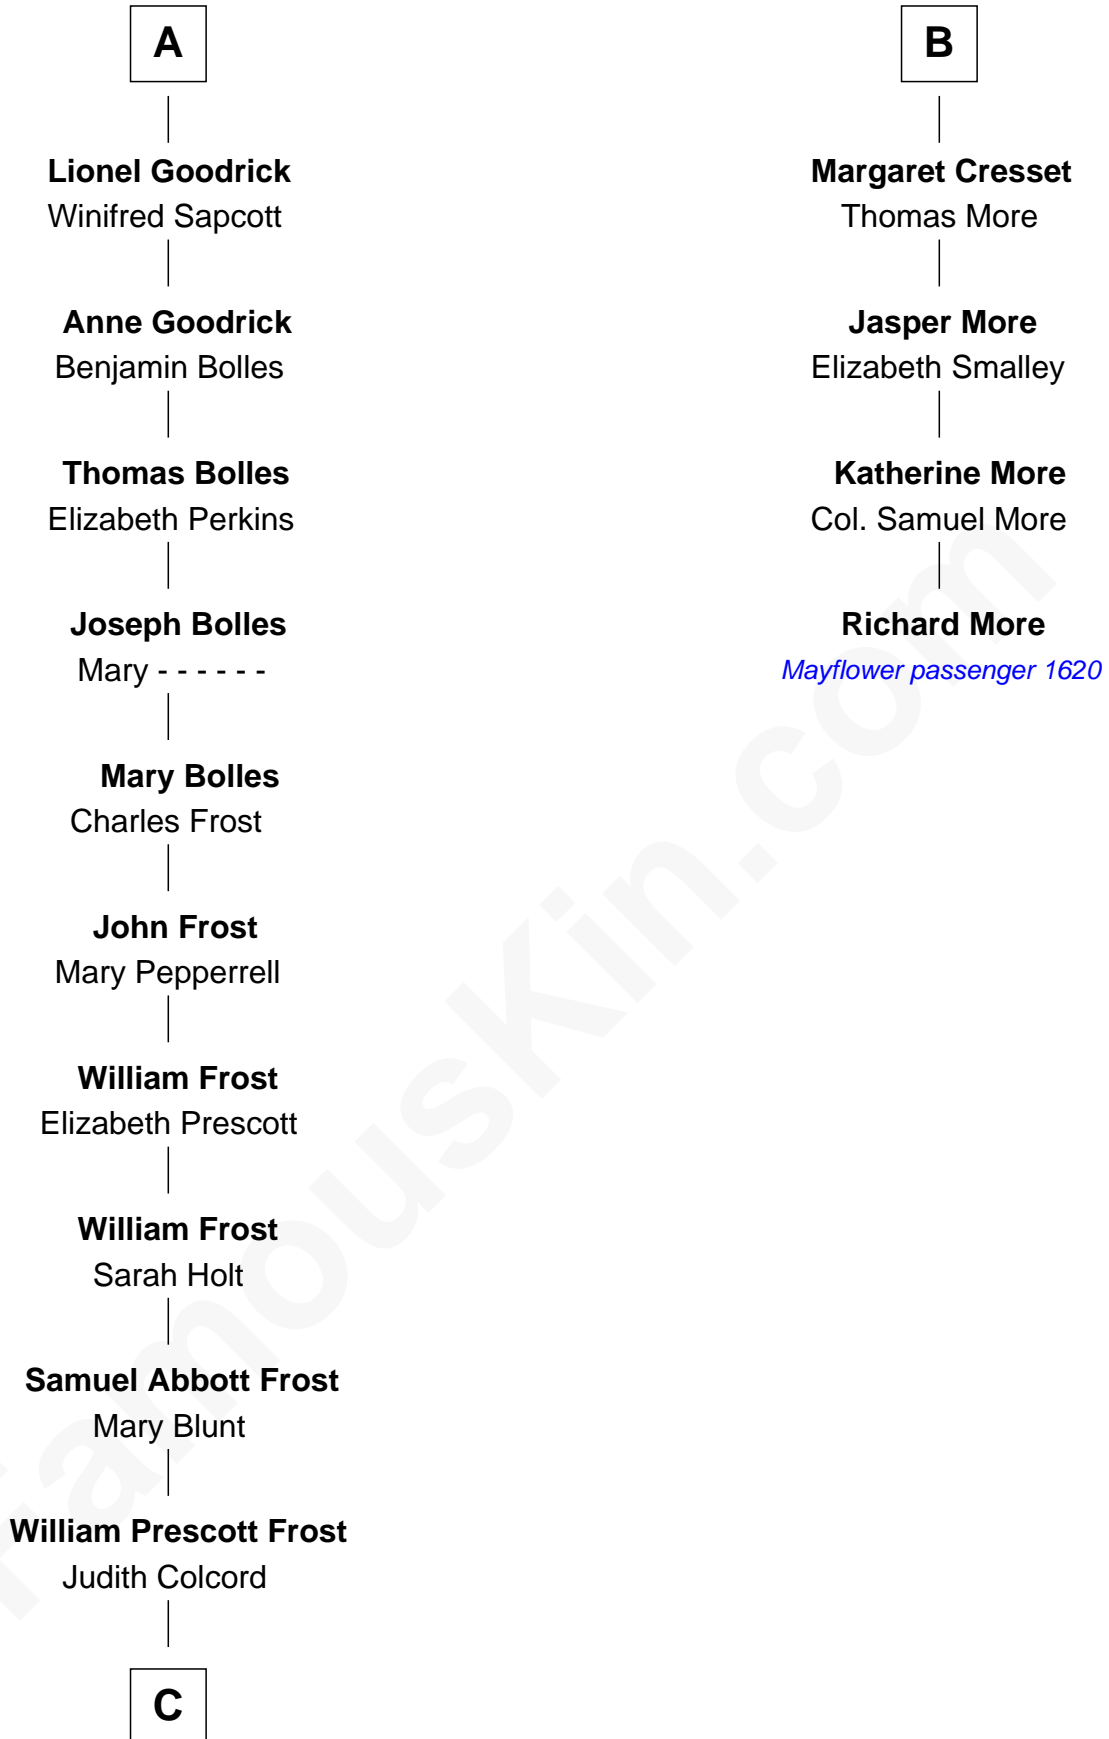 A
Lionel Goodrick
Winifred Sapcott
Anne Goodrick
Benjamin Bolles
Thomas Bolles
Elizabeth Perkins
Joseph Bolles
Mary - - - - - -
Mary Bolles
Charles Frost
John Frost
Mary Pepperrell
William Frost
Elizabeth Prescott
William Frost
Sarah Holt
Samuel Abbott Frost
Mary Blunt
William Prescott Frost
Judith Colcord
C
B
Margaret Cresset
Thomas More
Jasper More
Elizabeth Smalley
Katherine More
Col. Samuel More
Richard More
Mayflower passenger 1620
FamousKin.com